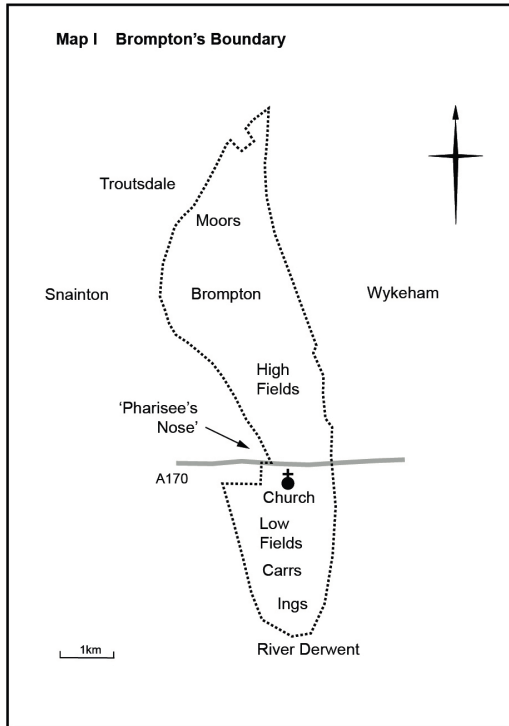 Map I Brompton's Boundary
Troutsdale
Moors
Snainton
Brompton
Wykeham
High
Fields
'Pharisee's
Nose'
A170
Church
Low
Fields
Carrs
Ings
1km
River Derwent